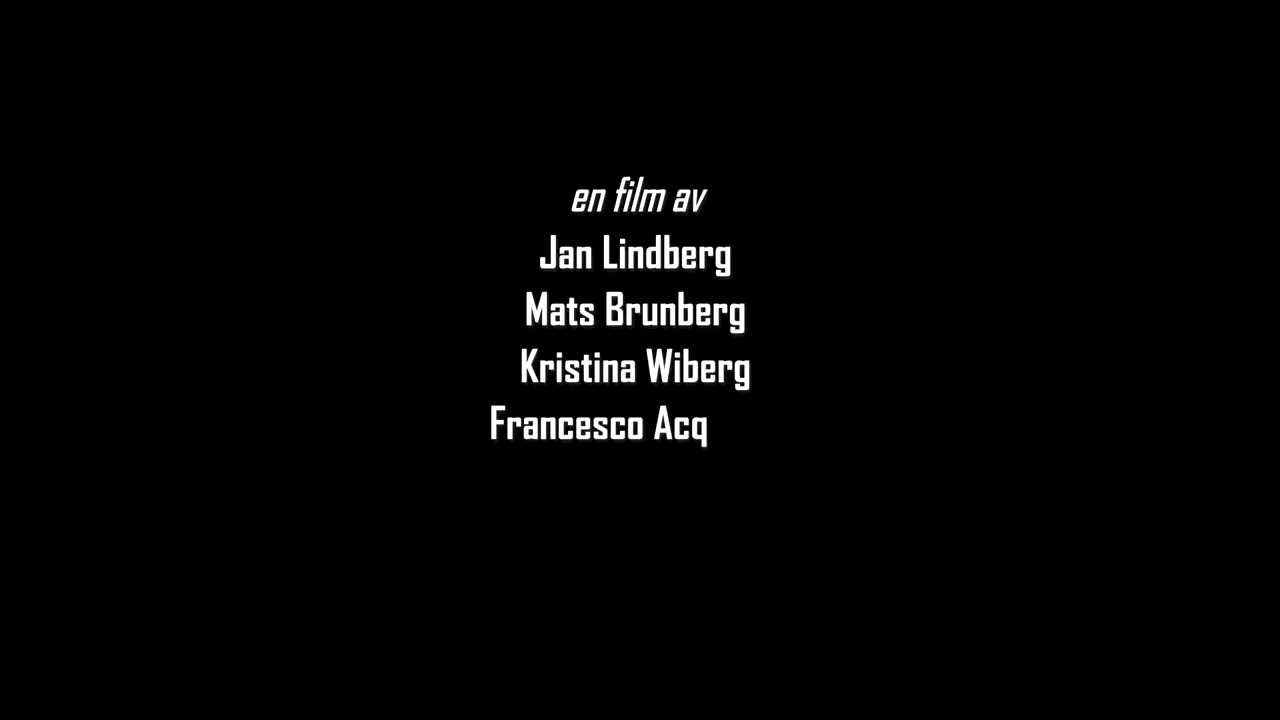 en film av
Jan Lindberg
Mats Brunberg
Kristina Wiberg
Francesco Acq